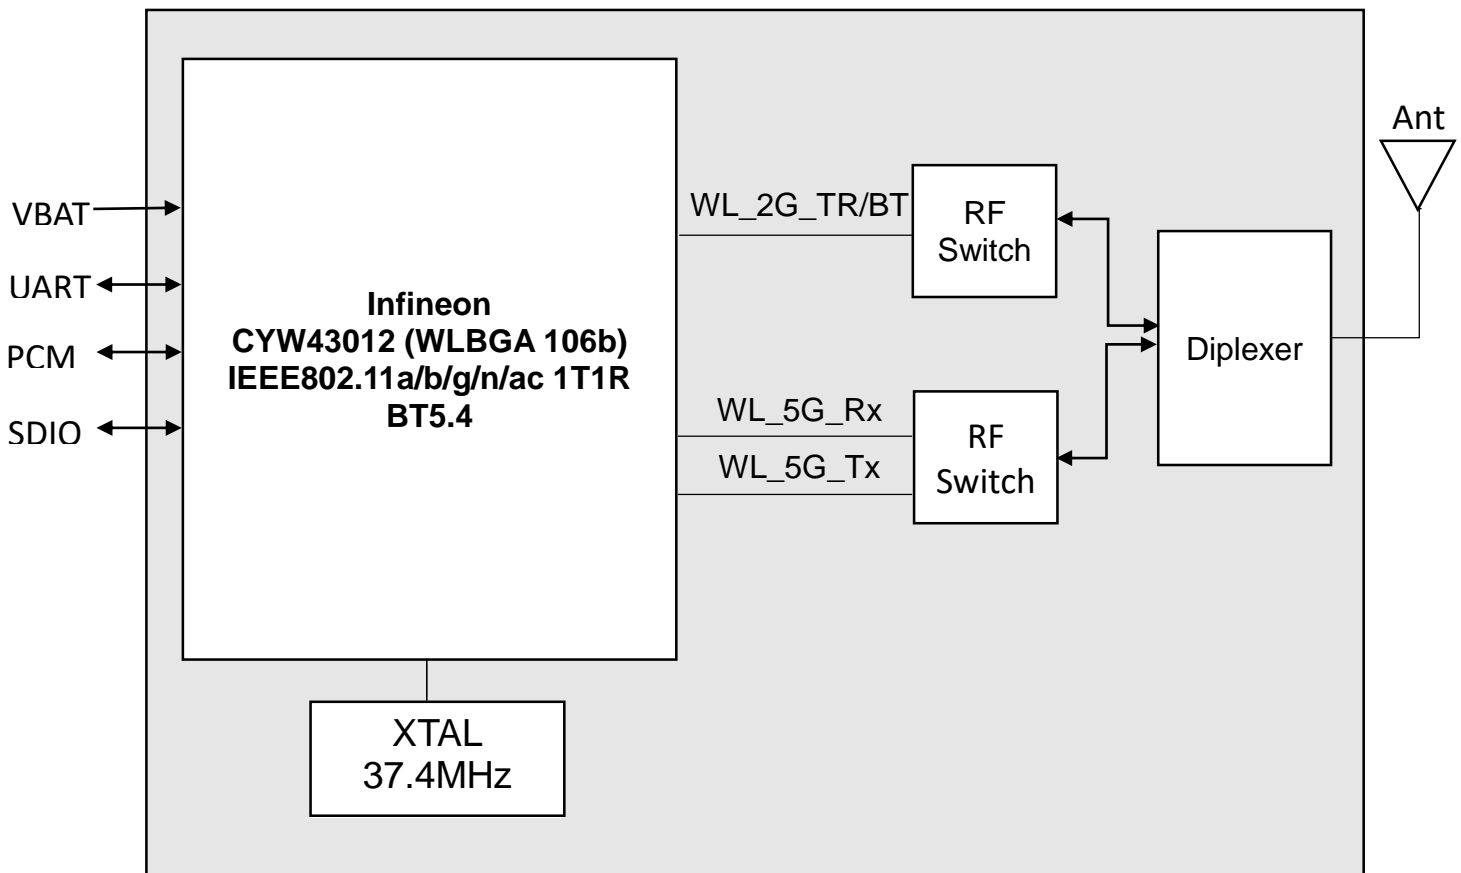 Ant
VBAT
UART
PCM
SDIO
Infineon
CYW43012 (WLBGA 106b)
IEEE802.11a/b/g/n/ac 1T1R
BT5.4
WL_2G_TR/BT
RF
Switch
WL_5G_Rx
WL_5G_Tx
RF
Switch
Diplexer
XTAL
37.4MHz